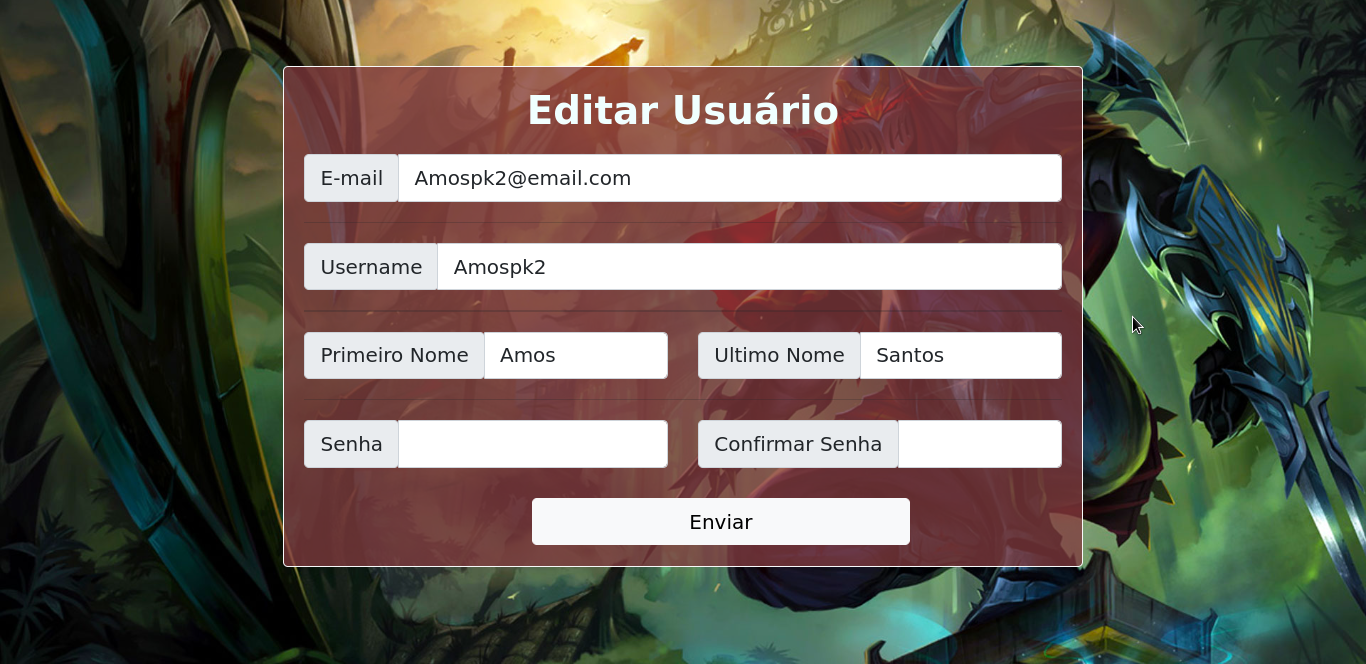 Editar Usuário
E-mail Amospk2@email.com
Username Amospk2
Primeiro Nome Amos Ultimo Nome Santos
Senha Confirmar Senha
Enviar